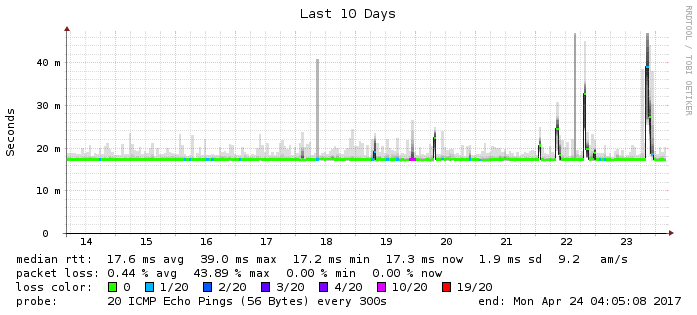 Last 10 Days
RRDTOOL / TOBI OETIKER
Seconds
40 m
30 m
20 m
10 m
0
14 15 16 17 18 19 20 21 22 23
median rtt: 17.6 ms avg 39.0 ms max 17.2 ms min 17.3 ms now 1.9 ms sd 9.2 am/s
packet loss: 0.44 % avg 43.89 % max 0.00 % min 0.00 % now
loss color: 0 1/20 2/20 3/20 4/20 10/20 19/20
probe: 20 ICMP Echo Pings (56 Bytes) every 300s end: Mon Apr 24 04:05:08 2017